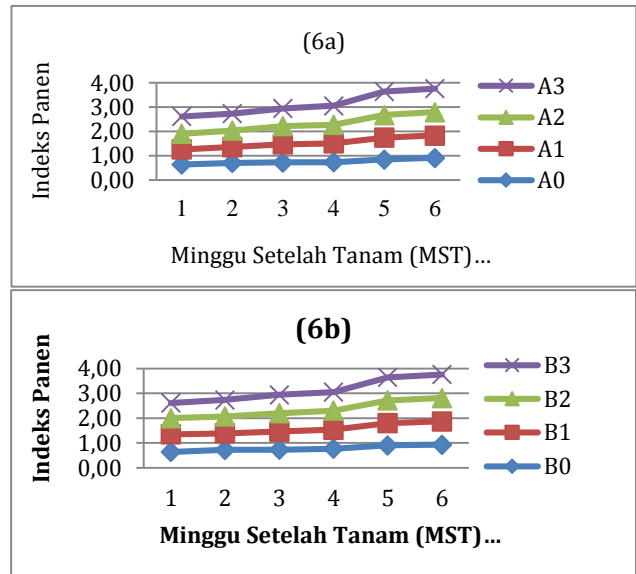 (6a)
Indeks Panen
4,00
3,00
2,00
1,00
0,00
1 2 3 4 5 6
Minggu Setelah Tanam (MST)...
A3
A2
A1
A0
(6b)
Indeks Panen
4,00
3,00
2,00
1,00
0,00
1 2 3 4 5 6
Minggu Setelah Tanam (MST)...
B3
B2
B1
B0